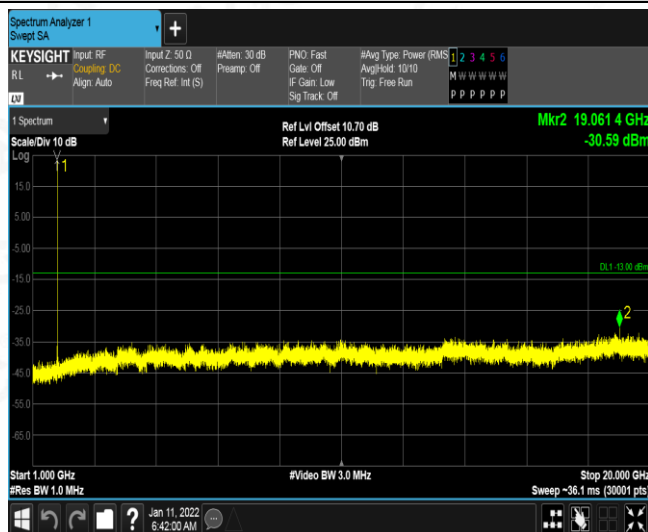 Spectrum Analyzer 1
Swept SA
KEYSIGHT
RL
LXI
Input: RF
Coupling: DC
Align: Auto
Input Z: 50 Ω
Corrections: Off
Freq Ref: Int (S)
#Atten: 30 dB
Preamp: Off
PNO: Fast
Gate: Off
IF Gain: Low
Sig Track: Off
#Avg Type: Power (RMS
Avg|Hold: 10/10
Trig: Free Run
1 2 3 4 5 6
M W W W W W
P P P P P P
1 Spectrum
Scale/Div 10 dB
Log
Ref Lvl Offset 10.70 dB
Ref Level 25.00 dBm
Mkr2 19.061 4 GHz
-30.59 dBm
1
15.0
5.00
-5.00
DL1 -13.00 dBm
-15.0
-25.0
2
-35.0
-45.0
-55.0
-65.0
Start 1.000 GHz
#Res BW 1.0 MHz
#Video BW 3.0 MHz
Stop 20.000 GHz
Sweep ~36.1 ms (30001 pts)
?
Jan 11, 2022
6:42:00 AM